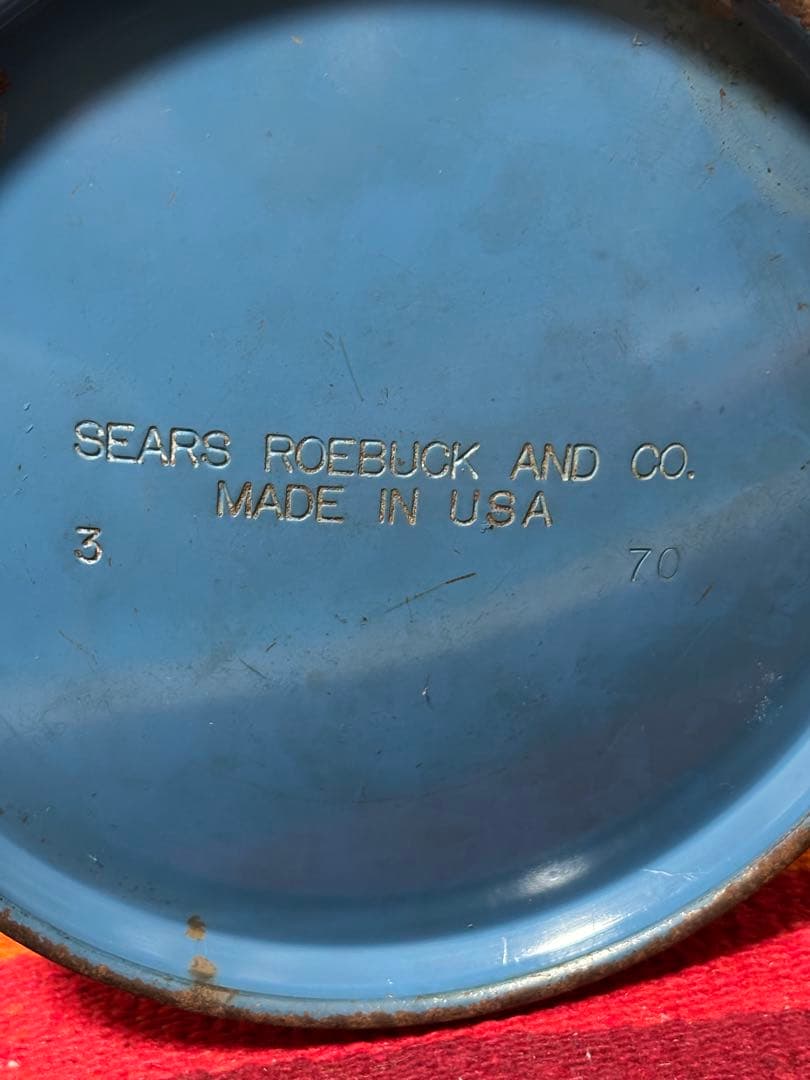 SEARS ROEBUCK AND CO.
MADE IN USA
3 70